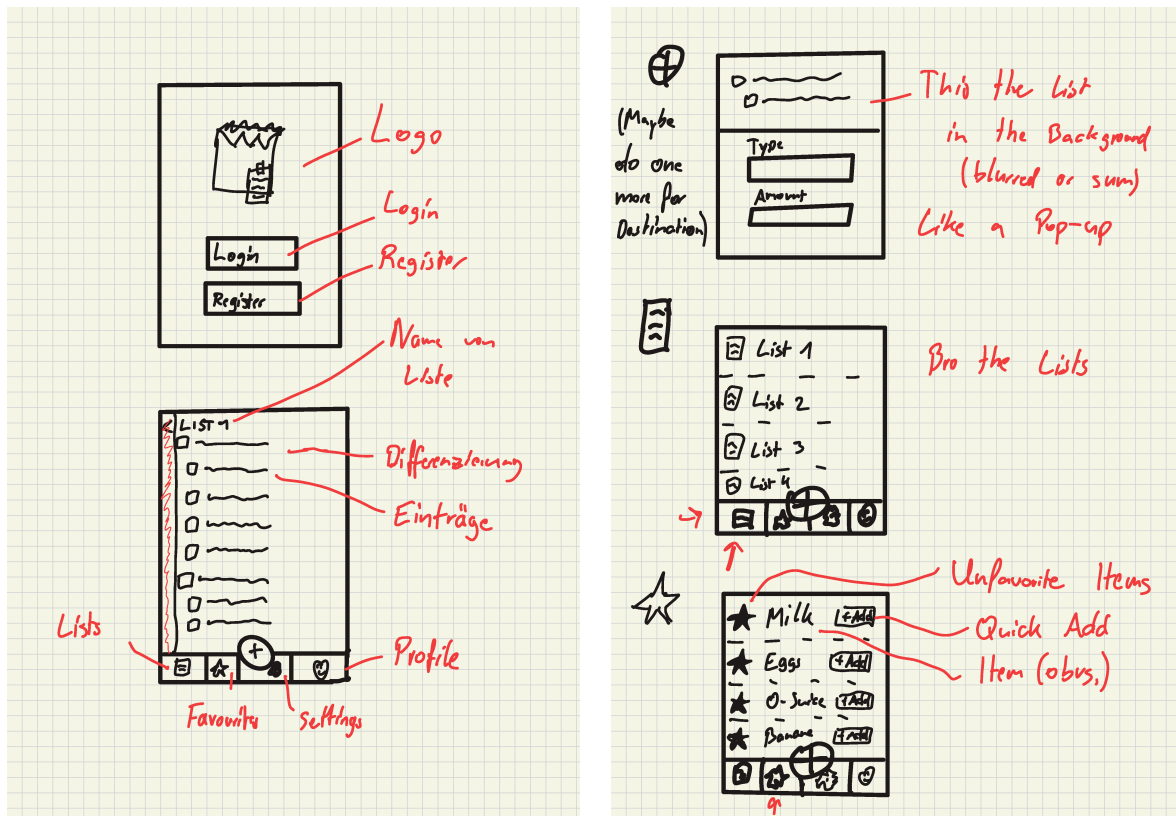 Logo
Login
Login
Register
Register
Name von
Liste
LIST 1
Einträge
Lists
Profile
Favourites
Settings
(Maybe
do one
more for
Destination)
Type
Amount
This the List
in the Background
(blurred or sum)
Like a Pop-up
List 1
List 2
List 3
List 4
Bro the Lists
Unfavorite Items
Milk
+Add
Quick Add
Eggs
+Add
Item (obvs.)
+Add
Banane
+Add